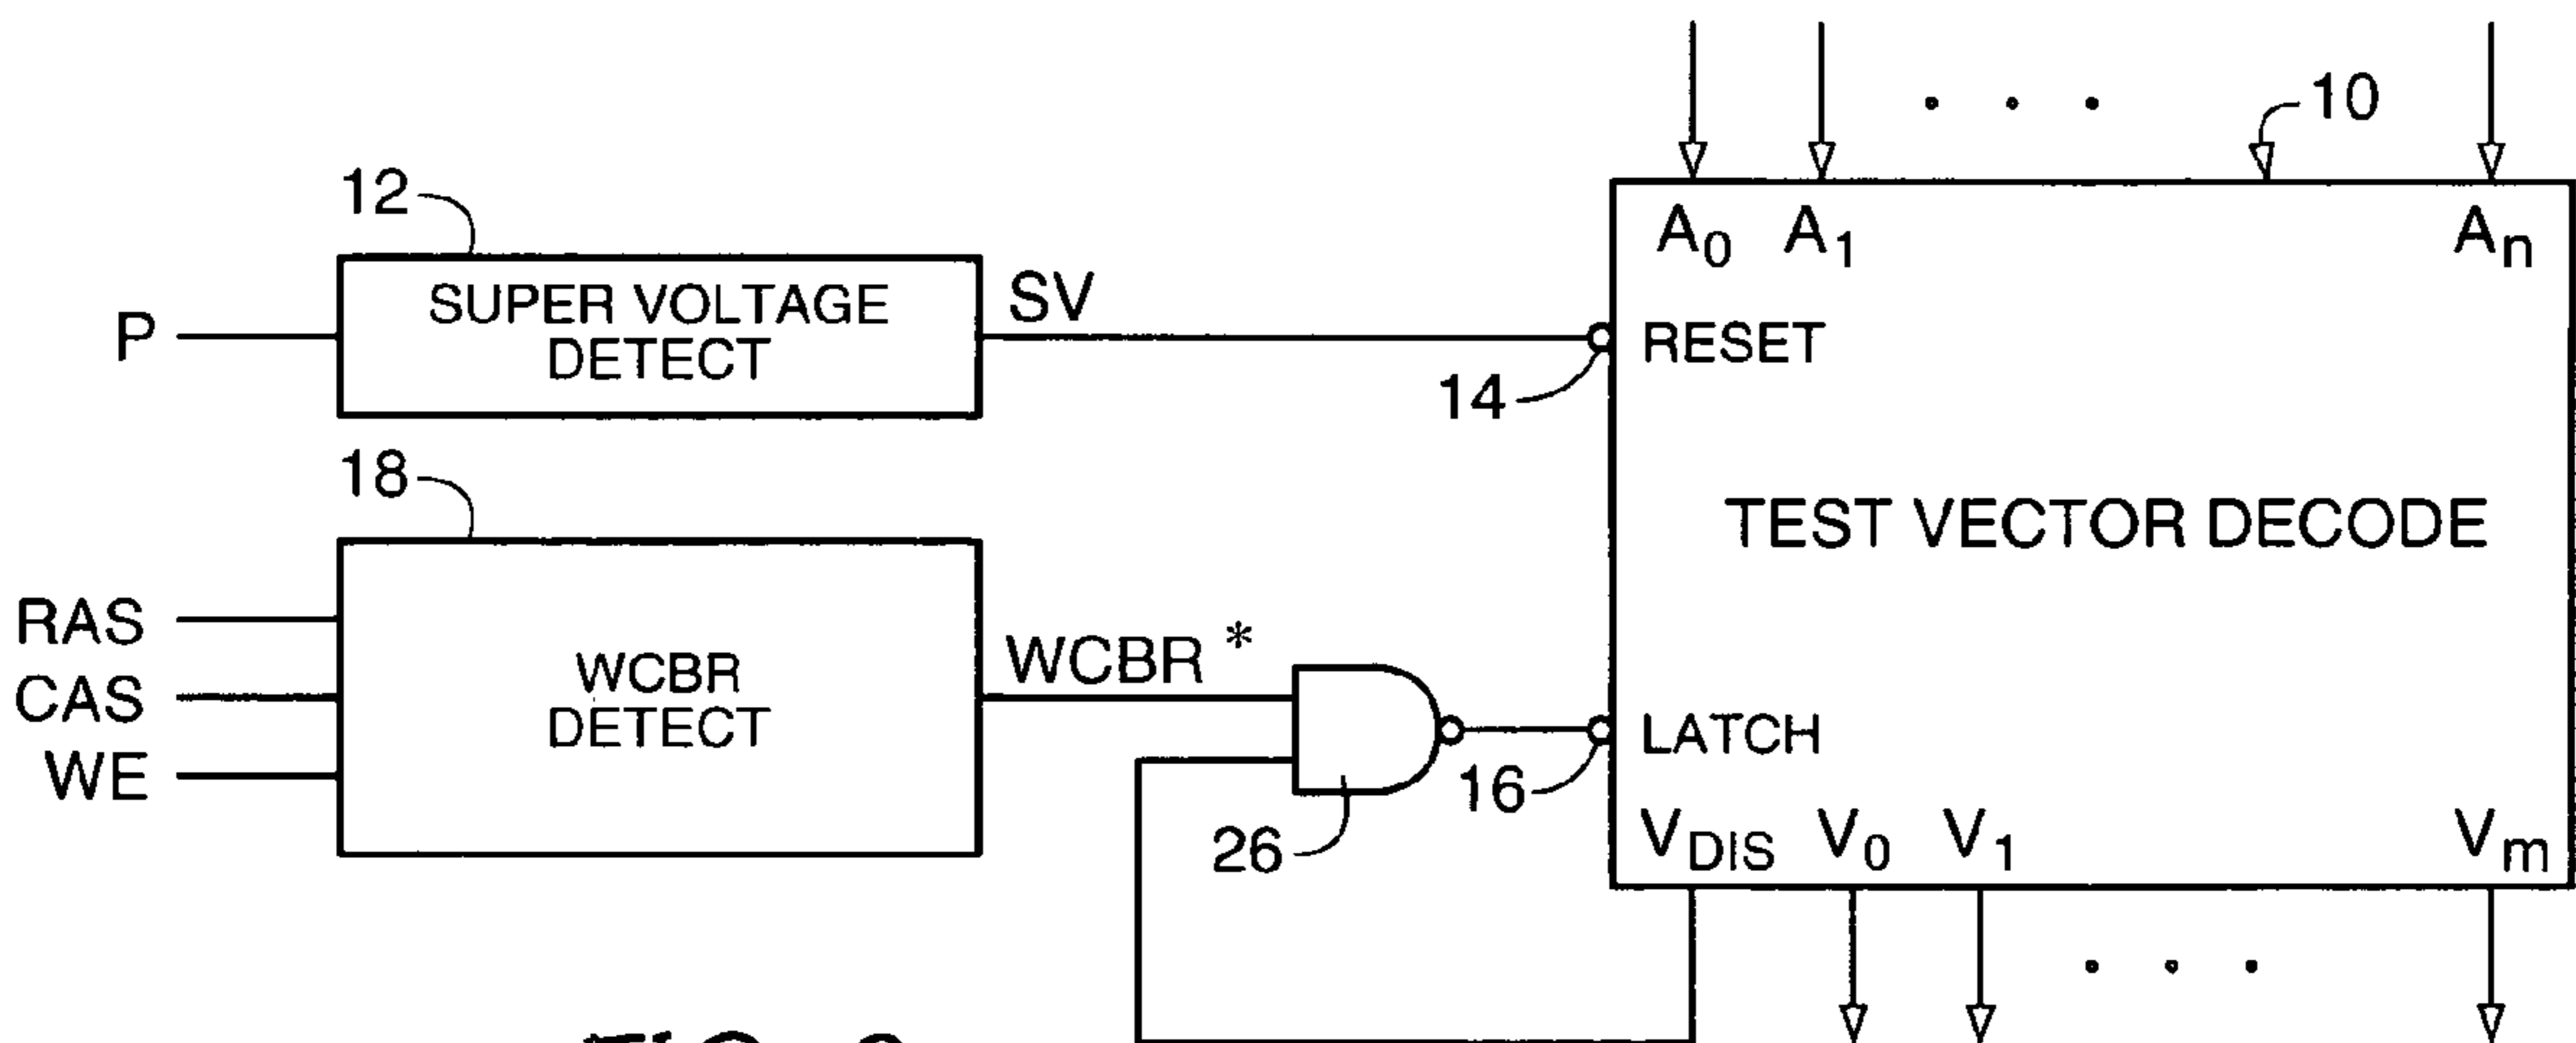 10
A0 A1 An
12
SUPER VOLTAGE
DETECT
SV
P
RESET
14
TEST VECTOR DECODE
18
RAS
CAS
WE
WCBR
DETECT
WCBR *
LATCH
16
26
VDIS V0 V1 Vm